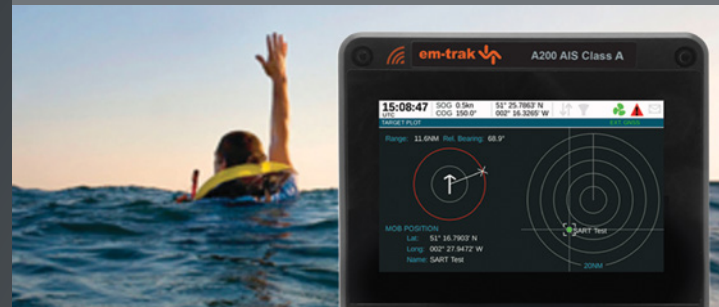 em-trak A200 AIS Class A
15:08:47 SOG 0.5kn 51° 25.7863' N
UTC COG 150.0° 002° 16.3265' W
TARGET PLOT EXT GNSS
Range: 11.6NM Rel. Bearing: 68.9°
SART Test
MOB POSITION
Lat: 51° 16.7903' N
Long: 002° 27.9472' W
Name: SART Test
20NM